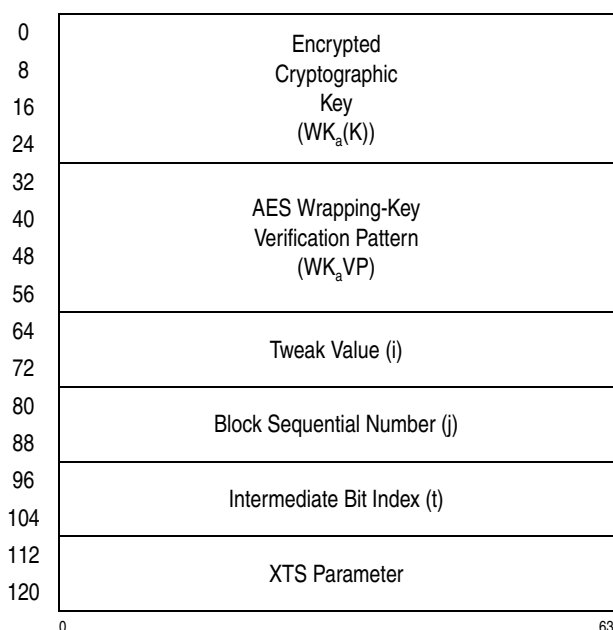 0
8
16
24
Encrypted
Cryptographic
Key
(WKₐ(K))
32
40
48
56
AES Wrapping-Key
Verification Pattern
(WKₐVP)
64
72
Tweak Value (i)
80
88
Block Sequential Number (j)
96
104
Intermediate Bit Index (t)
112
120
XTS Parameter
0 63